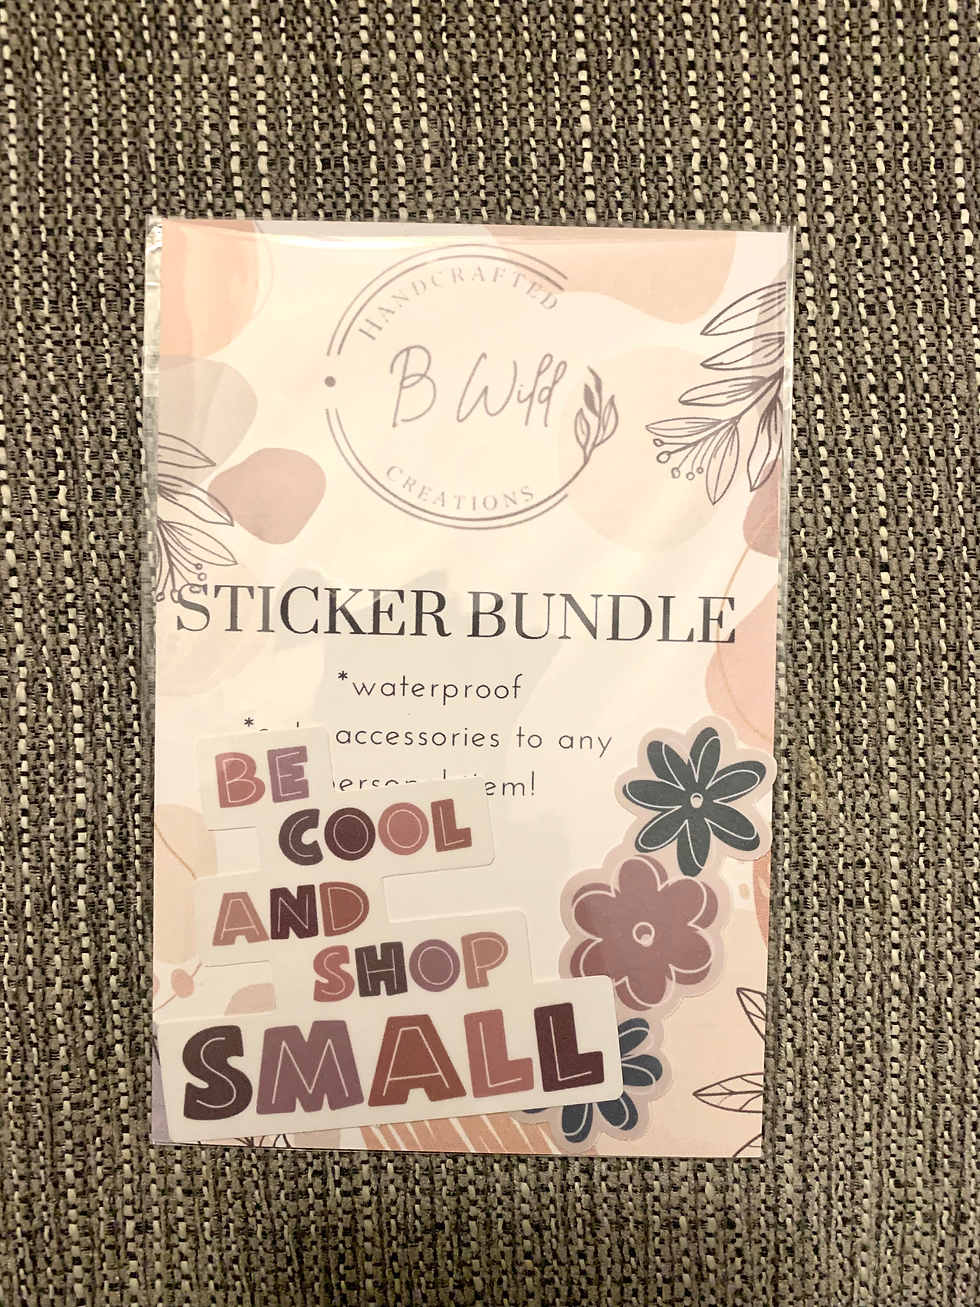 HANDCRAFTED
B Wild
CREATIONS
STICKER BUNDLE
*waterproof
* accessories to any
BE
COOL
AND
SHOP
SMALL